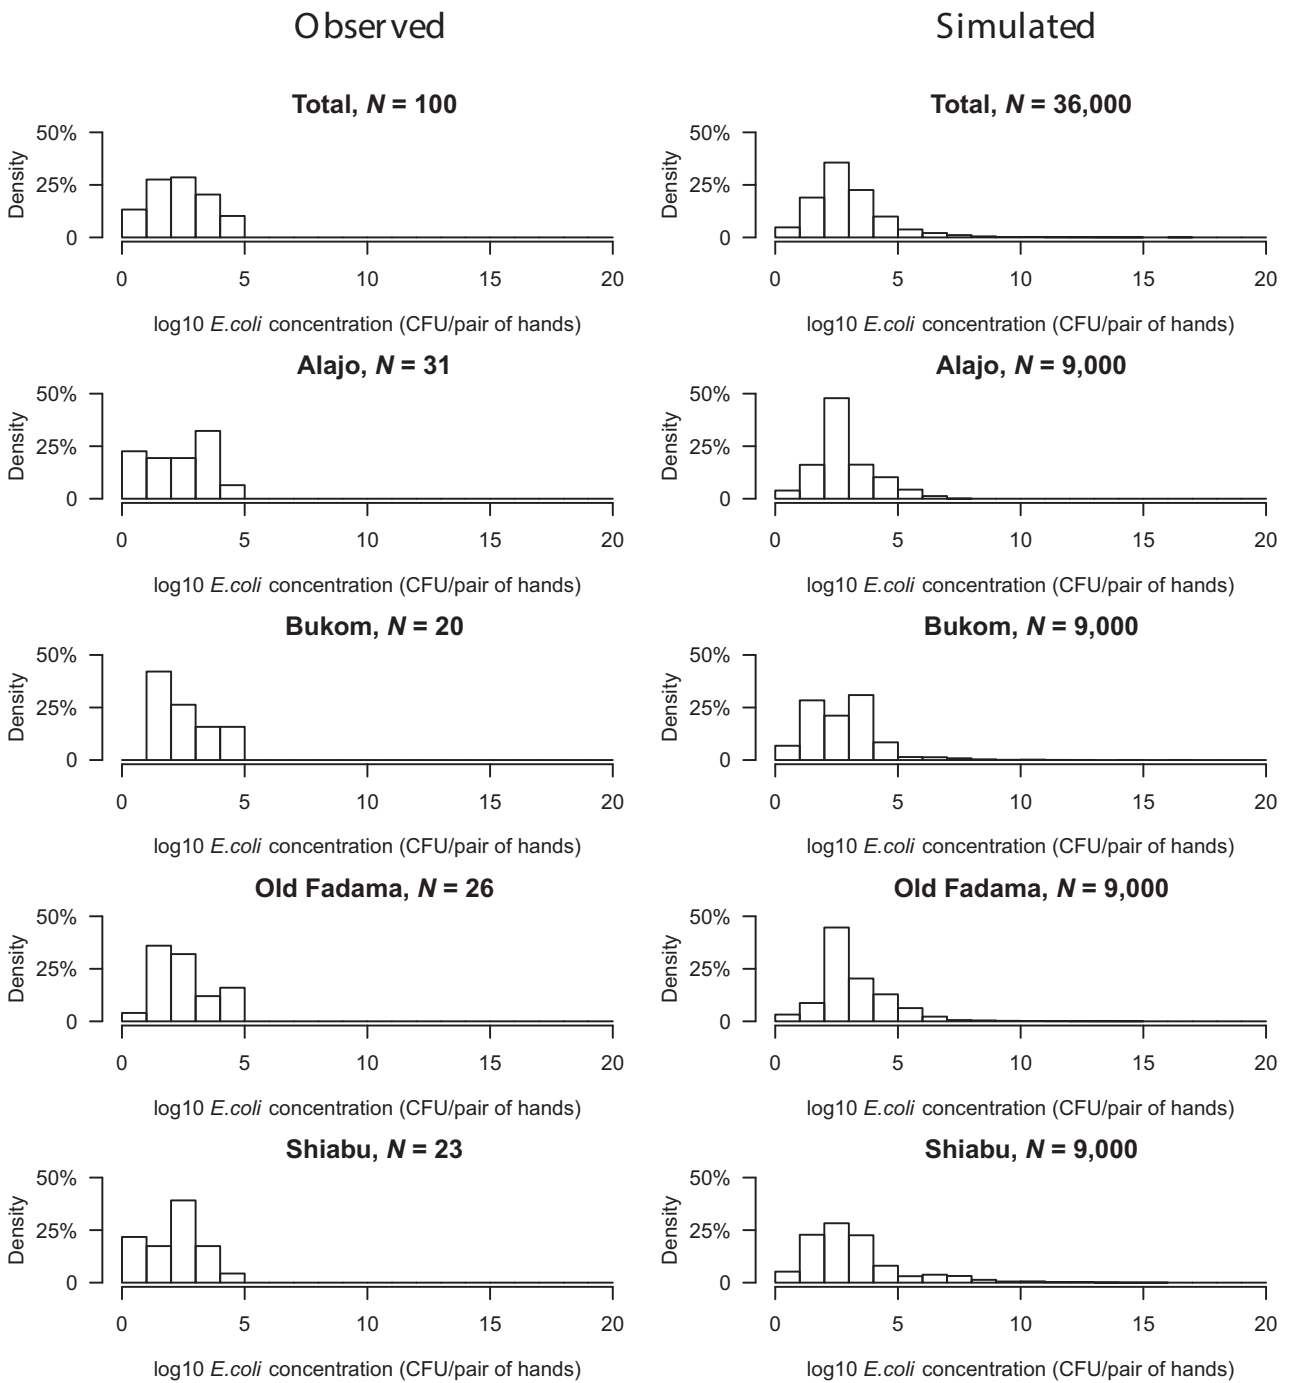 Observed Simulated
Total, N = 100 Total, N = 36,000
50% 50%
Density 25% Density 25%
0 0
0 5 10 15 20 0 5 10 15 20
log10 E.coli concentration (CFU/pair of hands) log10 E.coli concentration (CFU/pair of hands)
Alajo, N = 31 Alajo, N = 9,000
50% 50%
Density 25% Density 25%
0 0
0 5 10 15 20 0 5 10 15 20
log10 E.coli concentration (CFU/pair of hands) log10 E.coli concentration (CFU/pair of hands)
Bukom, N = 20 Bukom, N = 9,000
50% 50%
Density 25% Density 25%
0 0
0 5 10 15 20 0 5 10 15 20
log10 E.coli concentration (CFU/pair of hands) log10 E.coli concentration (CFU/pair of hands)
Old Fadama, N = 26 Old Fadama, N = 9,000
50% 50%
Density 25% Density 25%
0 0
0 5 10 15 20 0 5 10 15 20
log10 E.coli concentration (CFU/pair of hands) log10 E.coli concentration (CFU/pair of hands)
Shiabu, N = 23 Shiabu, N = 9,000
50% 50%
Density 25% Density 25%
0 0
0 5 10 15 20 0 5 10 15 20
log10 E.coli concentration (CFU/pair of hands) log10 E.coli concentration (CFU/pair of hands)